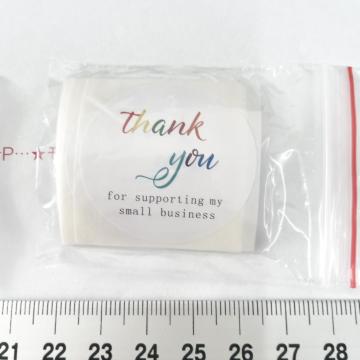 thank
you
for supporting my
small business
21 22 23 24 25 26 27 28